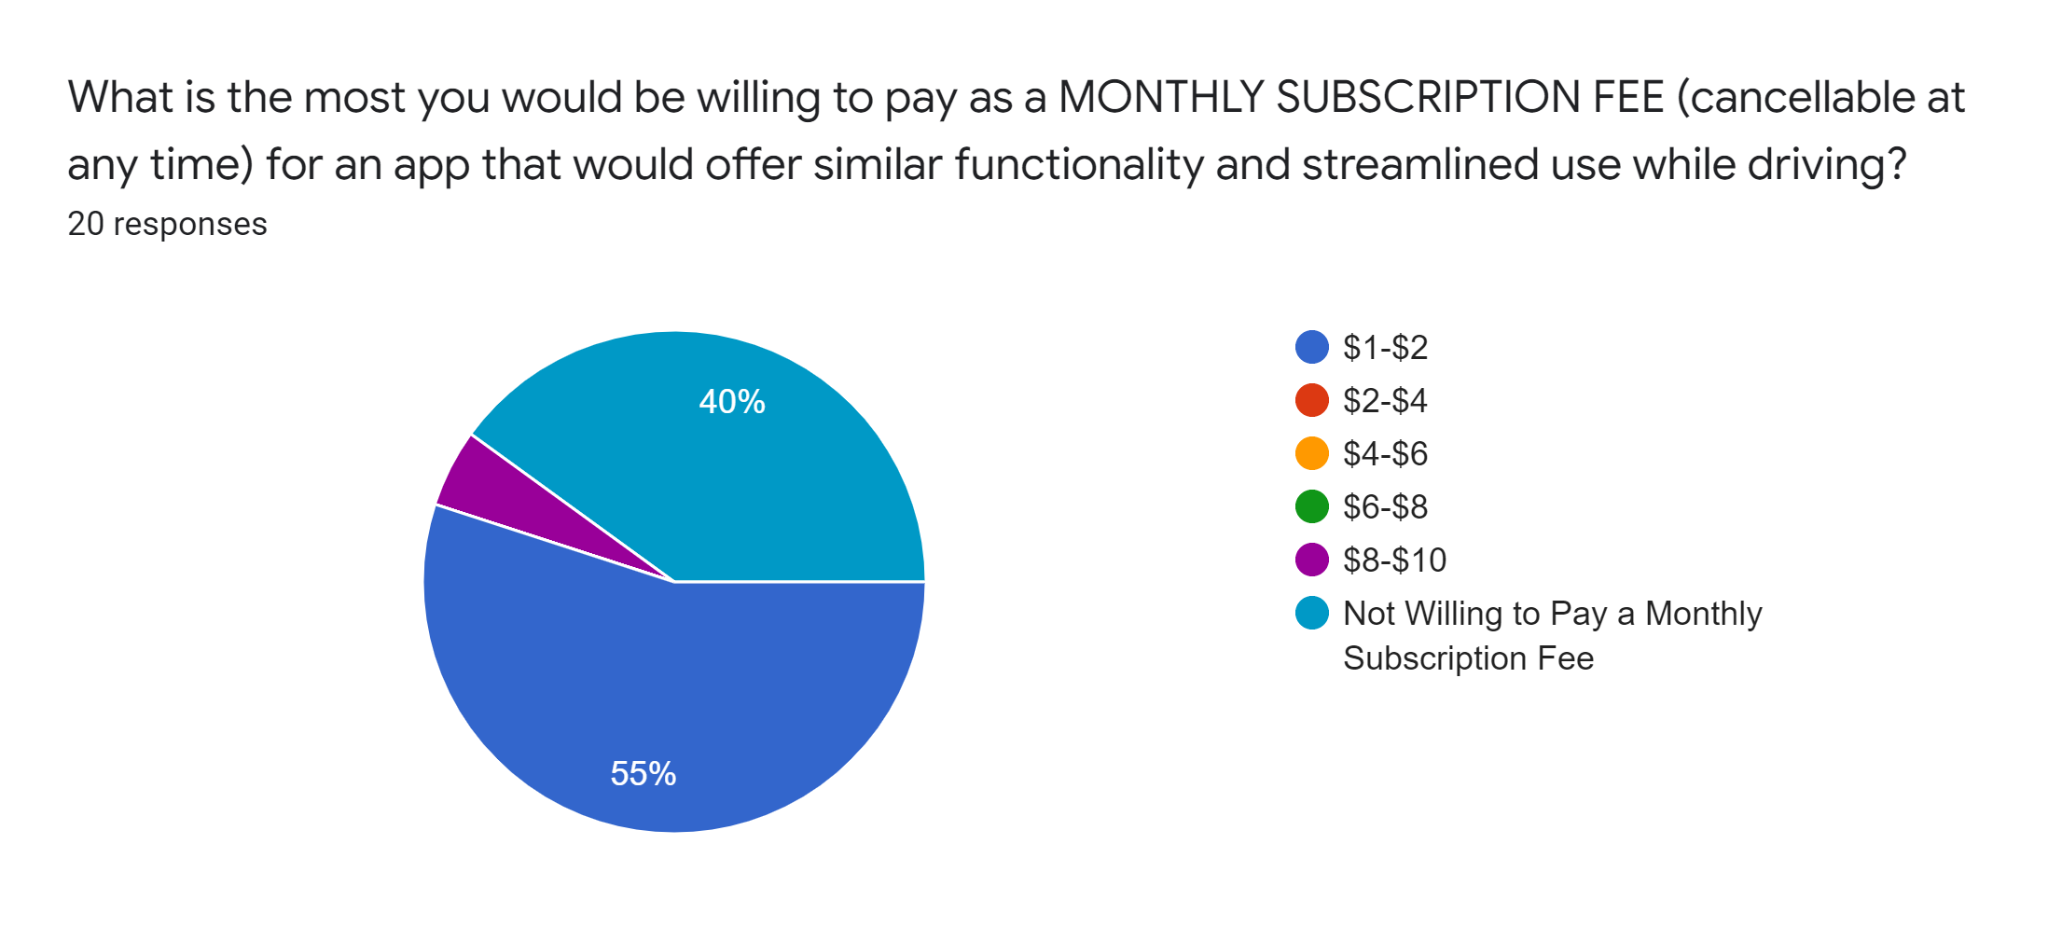 What is the most you would be willing to pay as a MONTHLY SUBSCRIPTION FEE (cancellable at
any time) for an app that would offer similar functionality and streamlined use while driving?
20 responses
40%
55%
$1-$2
$2-$4
$4-$6
$6-$8
$8-$10
Not Willing to Pay a Monthly
Subscription Fee